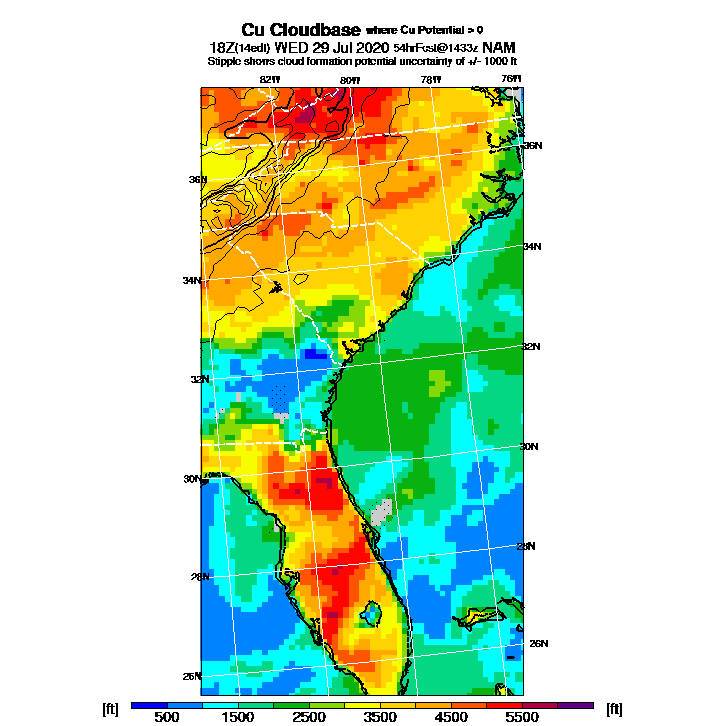 Cu Cloudbase where Cu Potential > 0
18Z(14edt) WED 29 Jul 2020 54hrFcst@1433z NAM
Stipple shows cloud formation potential uncertainty of +/- 1000 ft
82W 80W 78W 76W
36N
36N
34N
34N
32N
32N
30N
30N
28N
28N
26N
26N
[ft] 500 1500 2500 3500 4500 5500 [ft]